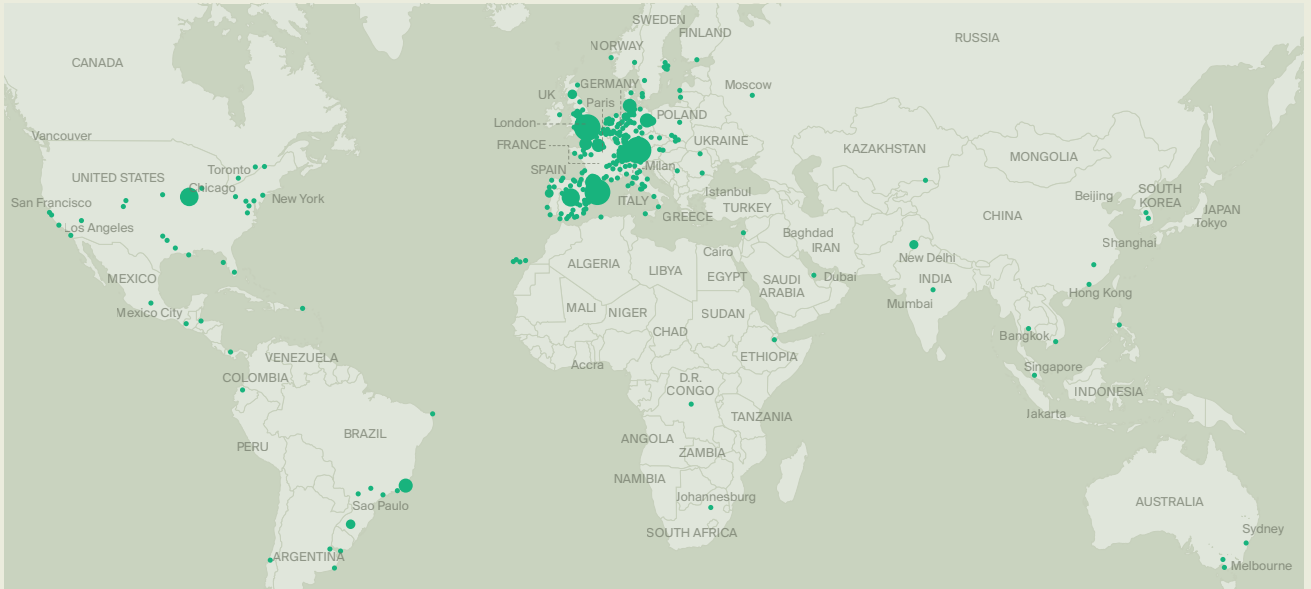 SWEDEN
FINLAND
NORWAY
RUSSIA
CANADA
GERMANY
UK
Paris
Moscow
London
POLAND
Vancouver
FRANCE
UKRAINE
KAZAKHSTAN
MONGOLIA
Toronto
SPAIN
Milan
UNITED STATES
Chicago
San Francisco
New York
ITALY
Istanbul
TURKEY
GREECE
Beijing
SOUTH
KOREA
JAPAN
Tokyo
CHINA
Los Angeles
Baghdad
IRAN
Shanghai
Cairo
New Delhi
ALGERIA
LIBYA
EGYPT
SAUDI
ARABIA
Dubai
INDIA
MEXICO
Hong Kong
Mumbai
Mexico City
MALI
NIGER
SUDAN
CHAD
Bangkok
VENEZUELA
ETHIOPIA
Accra
Singapore
COLOMBIA
D.R.
CONGO
INDONESIA
Jakarta
TANZANIA
BRAZIL
ANGOLA
PERU
ZAMBIA
NAMIBIA
Johannesburg
AUSTRALIA
Sao Paulo
SOUTH AFRICA
Sydney
ARGENTINA
Melbourne